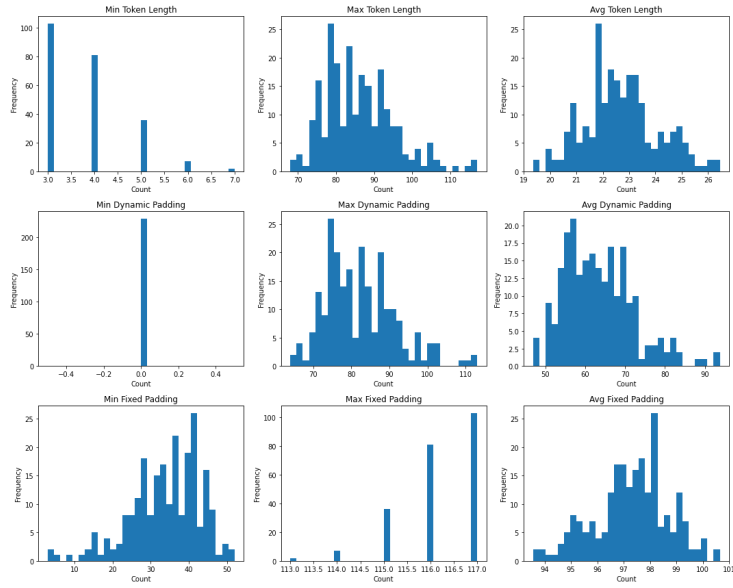 Min Token Length
Max Token Length
Avg Token Length
Frequency
100
80
60
40
20
0
3.0 3.5 4.0 4.5 5.0 5.5 6.0 6.5 7.0
Count
Frequency
25
20
15
10
5
0
70 80 90 100 110
Count
Frequency
25
20
15
10
5
0
19 20 21 22 23 24 25 26
Count
Min Dynamic Padding
Max Dynamic Padding
Avg Dynamic Padding
Frequency
200
150
100
50
0
−0.4 −0.2 0.0 0.2 0.4
Count
Frequency
25
20
15
10
5
0
70 80 90 100 110
Count
Frequency
20.0
17.5
15.0
12.5
10.0
7.5
5.0
2.5
0.0
50 60 70 80 90
Count
Min Fixed Padding
Max Fixed Padding
Avg Fixed Padding
Frequency
25
20
15
10
5
0
0 10 20 30 40 50
Count
Frequency
100
80
60
40
20
0
113.0 113.5 114.0 114.5 115.0 115.5 116.0 116.5 117.0
Count
Frequency
25
20
15
10
5
0
94 95 96 97 98 99 100 101
Count